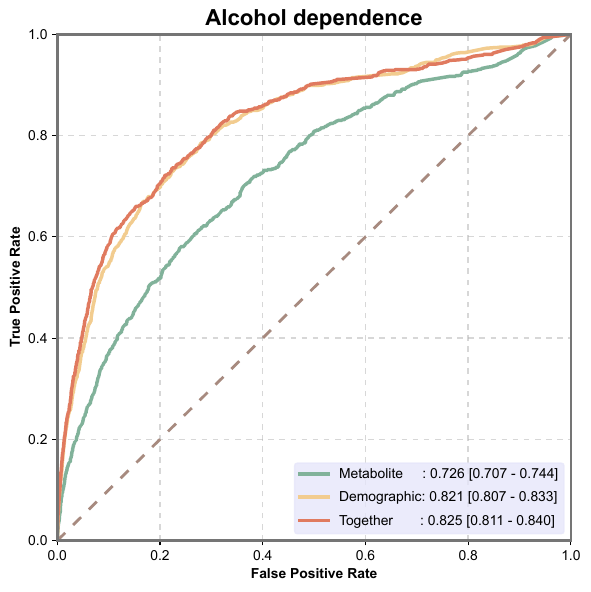 Alcohol dependence
1.0
0.8
0.6
0.4
0.2
0.0
True Positive Rate
Metabolite : 0.726 [0.707 - 0.744]
Demographic: 0.821 [0.807 - 0.833]
Together : 0.825 [0.811 - 0.840]
0.0 0.2 0.4 0.6 0.8 1.0
False Positive Rate